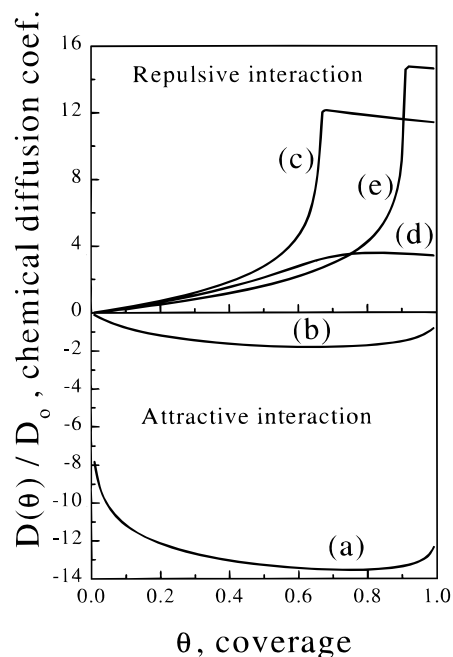 D(θ) / Dₒ , chemical diffusion coef.
16
Repulsive interaction
12
(c)
(e)
8
(d)
4
0
(b)
-2
-4
Attractive interaction
-6
-8
-10
-12
(a)
-14
0.0 0.2 0.4 0.6 0.8 1.0
θ, coverage